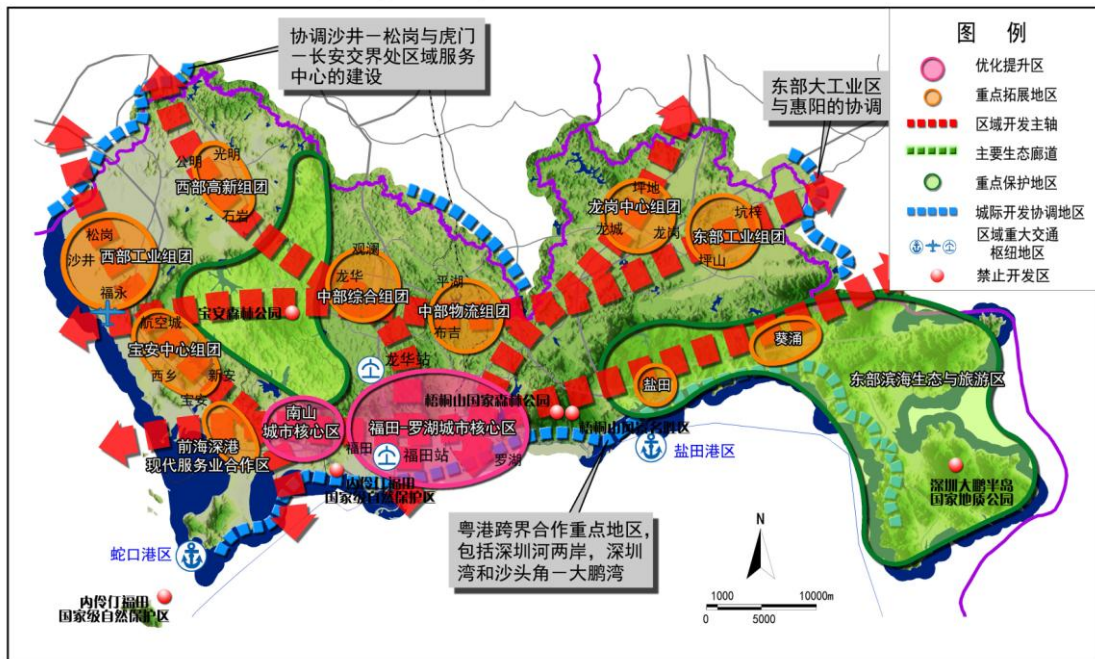 协调沙井－松岗与虎门
－长安交界处区域服务
中心的建设
东部大工业区
与惠阳的协调
图 例
优化提升区
重点拓展地区
区域开发主轴
主要生态廊道
重点保护地区
城际开发协调地区
区域重大交通
枢纽地区
禁止开发区
公明
光明
西部高新组团
石岩
松岗
沙井
西部工业组团
福永
观澜
龙华
中部综合组团
平湖
中部物流组团
布吉
坪地
龙岗中心组团
龙城
龙岗
坑梓
东部工业组团
坪山
航空城
宝安中心组团
西乡
新安
宝安
宝安森林公园
龙华站
葵涌
盐田
东部滨海生态与旅游区
南山
城市核心区
福田-罗湖城市核心区
梧桐山国家森林公园
福田
福田站
罗湖
盐田港区
前海深港
现代服务业合作区
内伶仃福田
国家级自然保护区
深圳大鹏半岛
国家地质公园
蛇口港区
内伶仃福田
国家级自然保护区
粤港跨界合作重点地区，
包括深圳河两岸，深圳
湾和沙头角－大鹏湾
N
1000
10000m
0
5000